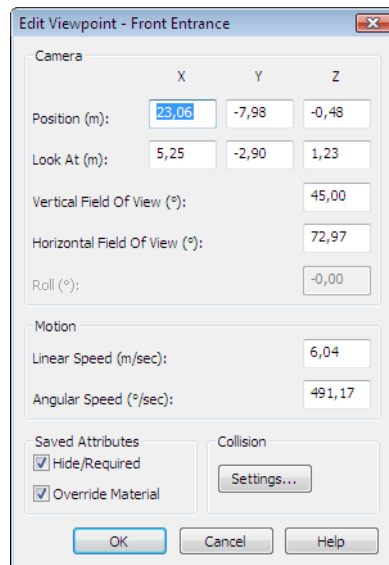 Edit Viewpoint - Front Entrance
Camera
X Y Z
Position (m): 23,06 -7,98 -0,48
Look At (m): 5,25 -2,90 1,23
Vertical Field Of View (°): 45,00
Horizontal Field Of View (°): 72,97
Roll (°): -0,00
Motion
Linear Speed (m/sec): 6,04
Angular Speed (°/sec): 491,17
Saved Attributes Collision
Hide/Required
Settings...
Override Material
OK Cancel Help